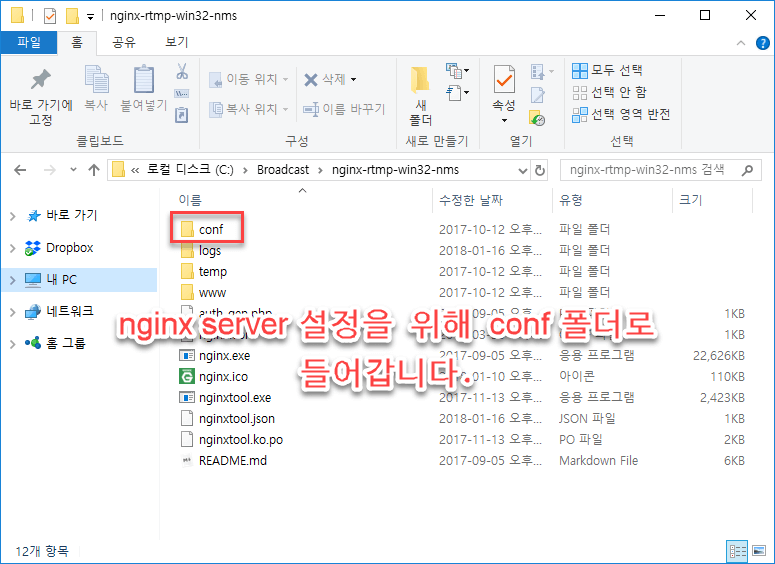 nginx-rtmp-win32-nms
파일 홈 공유 보기
바로 가기에 고정
복사
붙여넣기
클립보드
이동 위치
복사 위치
삭제
이름 바꾸기
구성
새 폴더
새로 만들기
속성
열기
모두 선택
선택 안 함
선택 영역 반전
선택
« 로컬 디스크 (C:) > Broadcast > nginx-rtmp-win32-nms
nginx-rtmp-win32-nms 검색
바로 가기
Dropbox
내 PC
네트워크
홈 그룹
이름 수정한 날짜 유형 크기
conf 2017-10-12 오후... 파일 폴더
logs 2018-01-16 오후... 파일 폴더
temp 2017-10-12 오후... 파일 폴더
www 2017-10-12 오후... 파일 폴더
auth-gen.php 1KB
1KB
nginx server 설정을 위해 conf 폴더로
들어갑니다.
nginx.exe 2017-09-05 오후... 응용 프로그램 22,626KB
nginx.ico 아이콘 110KB
nginxtool.exe 2017-11-13 오후... 응용 프로그램 2,423KB
nginxtool.json 2018-01-16 오후... JSON 파일 1KB
nginxtool.ko.po 2017-11-13 오후... PO 파일 2KB
README.md 2017-09-05 오후... Markdown File 6KB
12개 항목